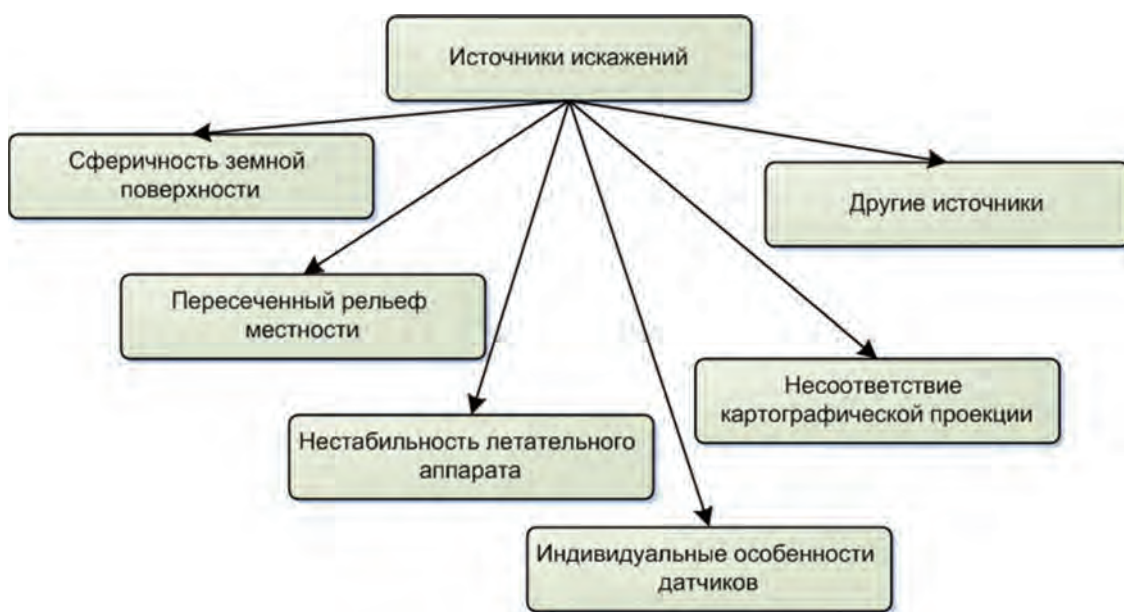 Источники искажений
Сферичность земной
поверхности
Другие источники
Пересеченный рельеф
местности
Несоответствие
картографической проекции
Нестабильность летательного
аппарата
Индивидуальные особенности
датчиков